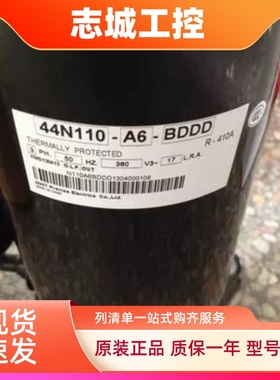 志城工控
44N110-A6-BDDD
THERMALLY PROTECTED
R-410A
3 PH. 50 HZ. 380 V3~ 17 L.R.A.
O.L.P.:OUT
N110A6BDDD1304000106
现货速发
列清单一站式购齐服务
原装正品 质保一年 型号